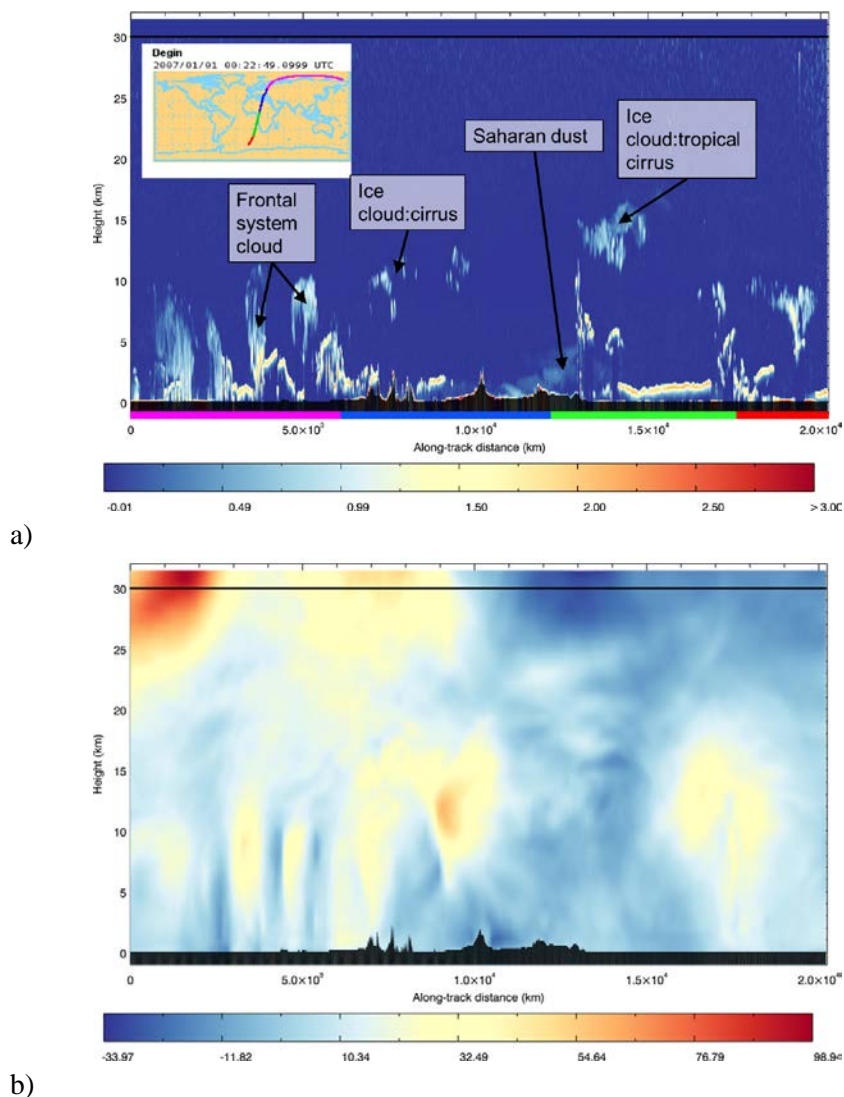 30
Begin
2007/01/01 00:22:49.0999 UTC
25
Ice
cloud:tropical
cirrus
Saharan dust
20
Ice
cloud:cirrus
Frontal
system
cloud
Height (km)
15
10
5
0
0 5.0×10³ 1.0×10⁴ 1.5×10⁴ 2.0×10⁴
Along-track distance (km)
-0.01 0.49 0.99 1.50 2.00 2.50 >3.00
a)
30
25
20
Height (km)
15
10
5
0
0 5.0×10³ 1.0×10⁴ 1.5×10⁴ 2.0×10⁴
Along-track distance (km)
-33.97 -11.82 10.34 32.49 54.64 76.79 98.9
b)